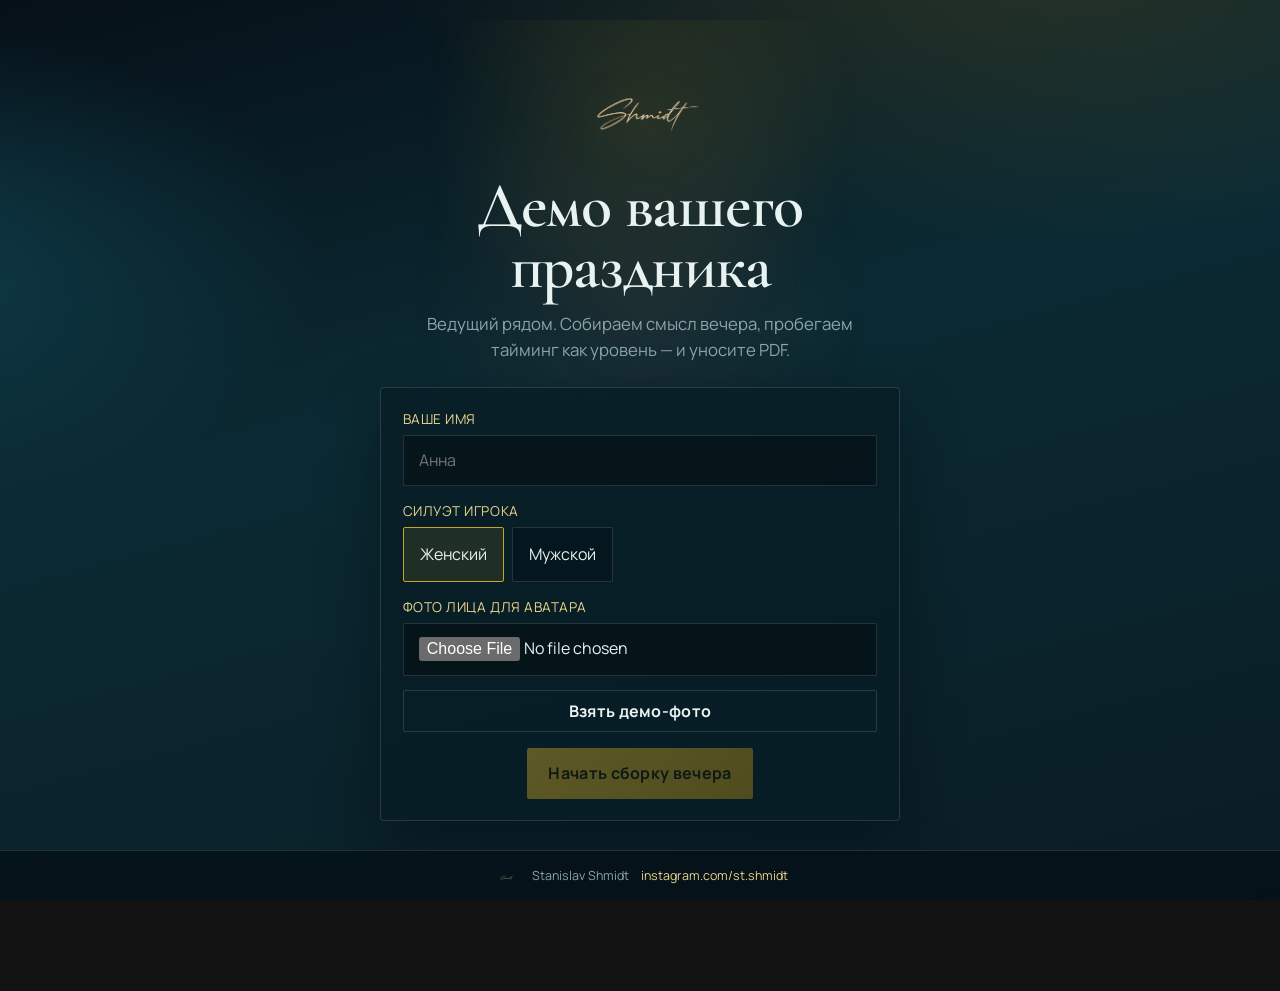 Shmidt
Демо вашего
праздника
Ведущий рядом. Собираем смысл вечера, пробегаем
тайминг как уровень — и уносите PDF.
ВАШЕ ИМЯ
Анна
СИЛУЭТ ИГРОКА
Женский Мужской
ФОТО ЛИЦА ДЛЯ АВАТАРА
Choose File No file chosen
Взять демо-фото
Начать сборку вечера
Stanislav Shmidt instagram.com/st.shmidt